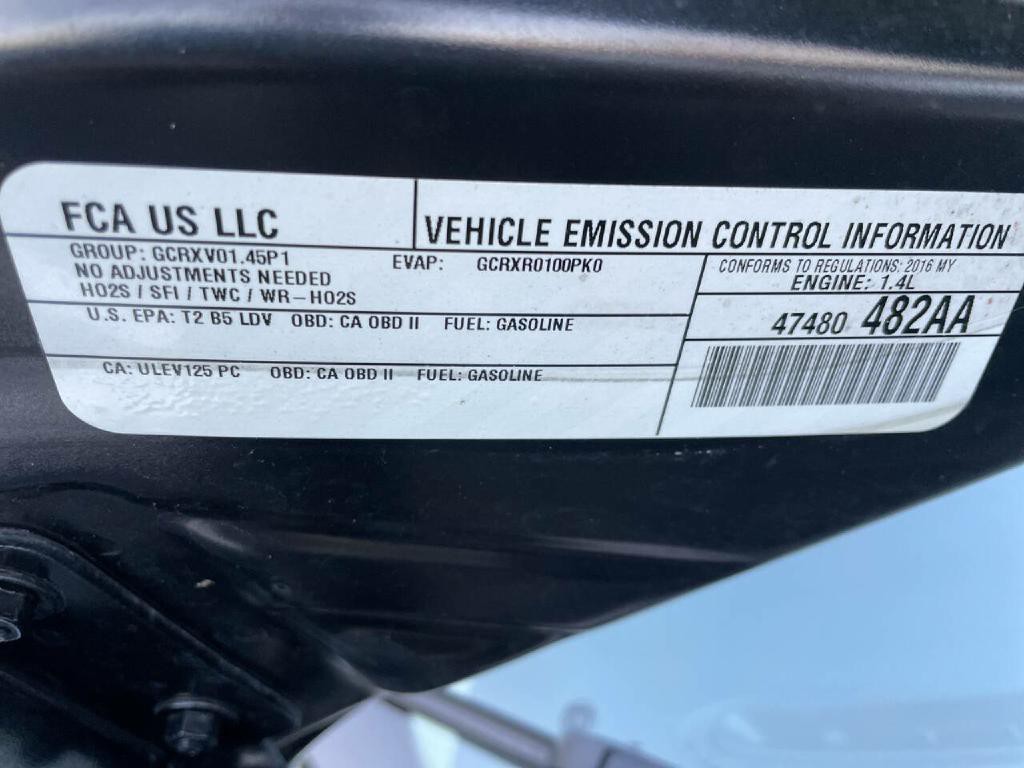 FCA US LLC
VEHICLE EMISSION CONTROL INFORMATION
GROUP: GCRXV01.45P1 EVAP: GCRXR0100PK0
NO ADJUSTMENTS NEEDED
HO2S / SFI / TWC / WR-HO2S
CONFORMS TO REGULATIONS: 2016 MY
ENGINE: 1.4L
U.S. EPA: T2 B5 LDV OBD: CA OBD II FUEL: GASOLINE
47480 482AA
CA: ULEV125 PC OBD: CA OBD II FUEL: GASOLINE